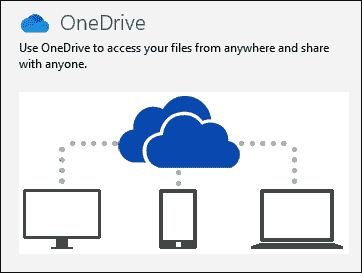 OneDrive
Use OneDrive to access your files from anywhere and share
with anyone.